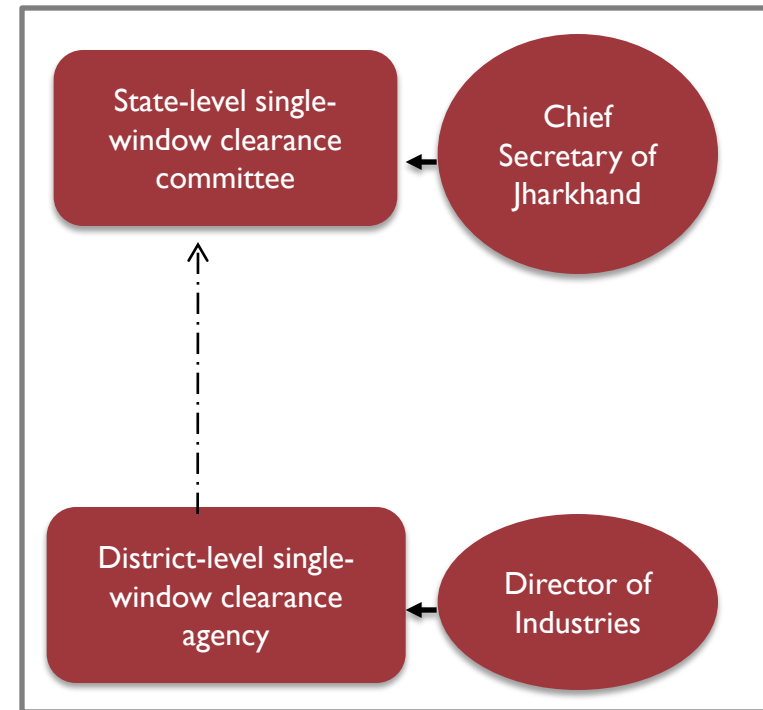 State-level single-
window clearance
committee
Chief
Secretary of
Jharkhand
District-level single-
window clearance
agency
Director of
Industries